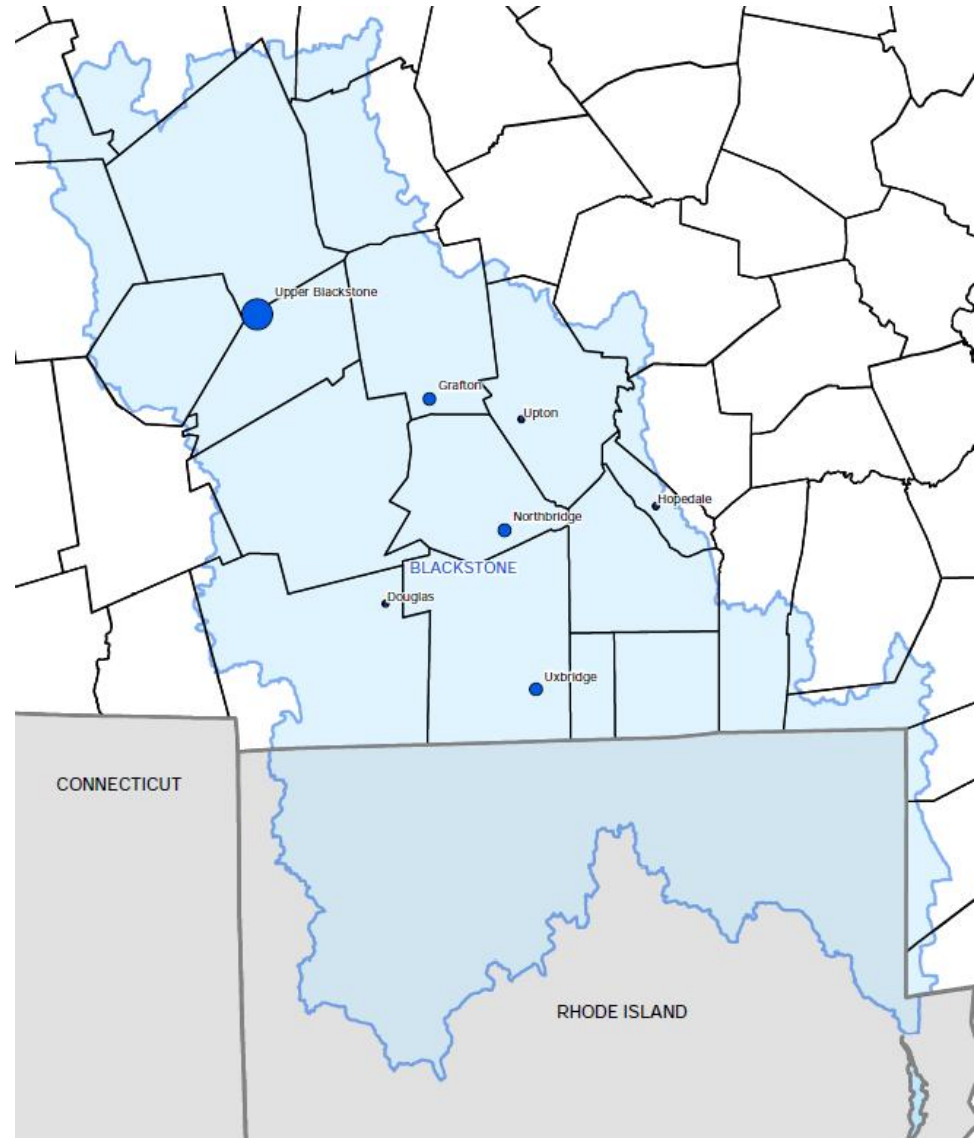 Upper Blackstone
Grafton
Upton
Hopedale
Northbridge
BLACKSTONE
Douglas
Uxbridge
CONNECTICUT
RHODE ISLAND